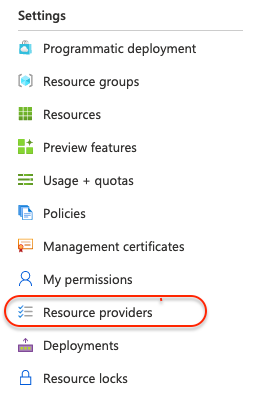 Settings
Programmatic deployment
Resource groups
Resources
Preview features
Usage + quotas
Policies
Management certificates
My permissions
Resource providers
Deployments
Resource locks